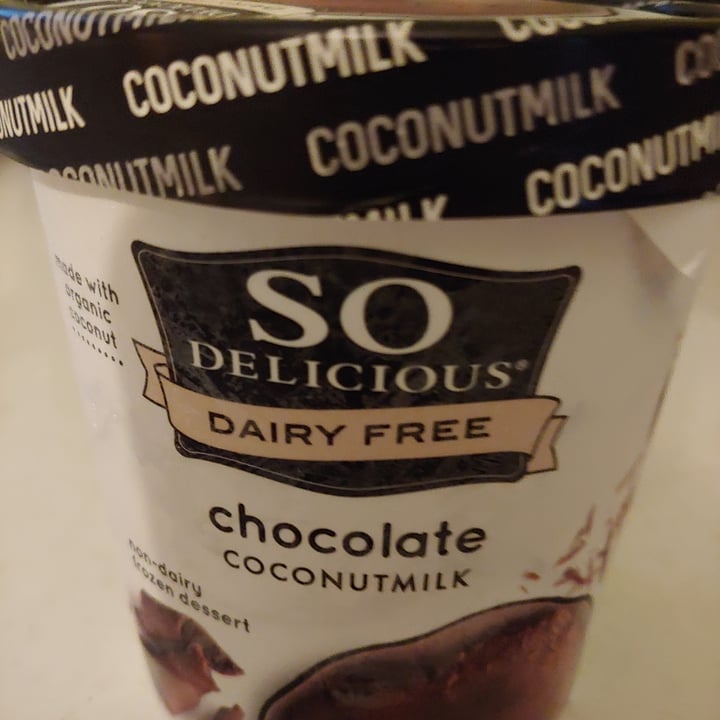 COCONUTMILK
COCONUTMILK
NUTMILK
COCONUTMILK
COCONUTMILK
COCONUTMILK
made with
organic
coconut
SO
DELICIOUS®
DAIRY FREE
chocolate
COCONUTMILK
non-dairy
frozen dessert